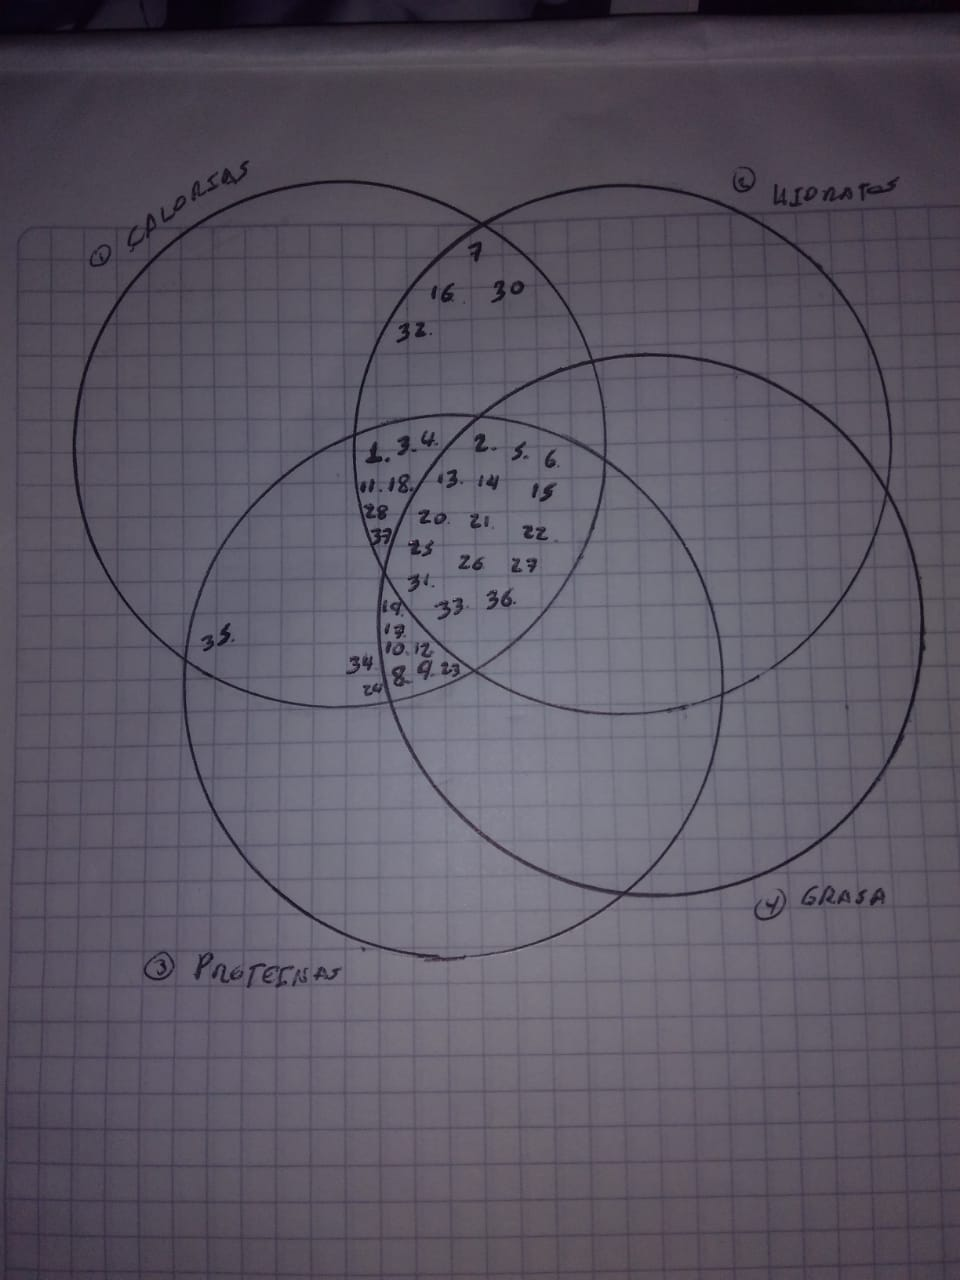 ① CALORIAS
② HIDRATOS
7
16. 30
32.
1. 3. 4. 2. 5. 6.
11. 18. 13. 14 15
28 20. 21. 22.
37 25 26 27
31.
19. 33. 36.
17
35. 10. 12
34 8. 9. 23
24
④ GRASA
③ PROTEINAS